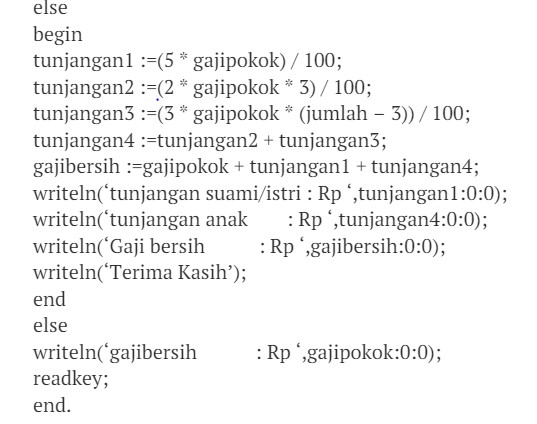 else
begin
tunjangan1 :=(5 * gajipokok) / 100;
tunjangan2 :=(2 * gajipokok * 3) / 100;
tunjangan3 :=(3 * gajipokok * (jumlah – 3)) / 100;
tunjangan4 :=tunjangan2 + tunjangan3;
gajibersih :=gajipokok + tunjangan1 + tunjangan4;
writeln(‘tunjangan suami/istri : Rp ‘,tunjangan1:0:0);
writeln(‘tunjangan anak : Rp ‘,tunjangan4:0:0);
writeln(‘Gaji bersih : Rp ‘,gajibersih:0:0);
writeln(‘Terima Kasih’);
end
else
writeln(‘gajibersih : Rp ‘,gajipokok:0:0);
readkey;
end.